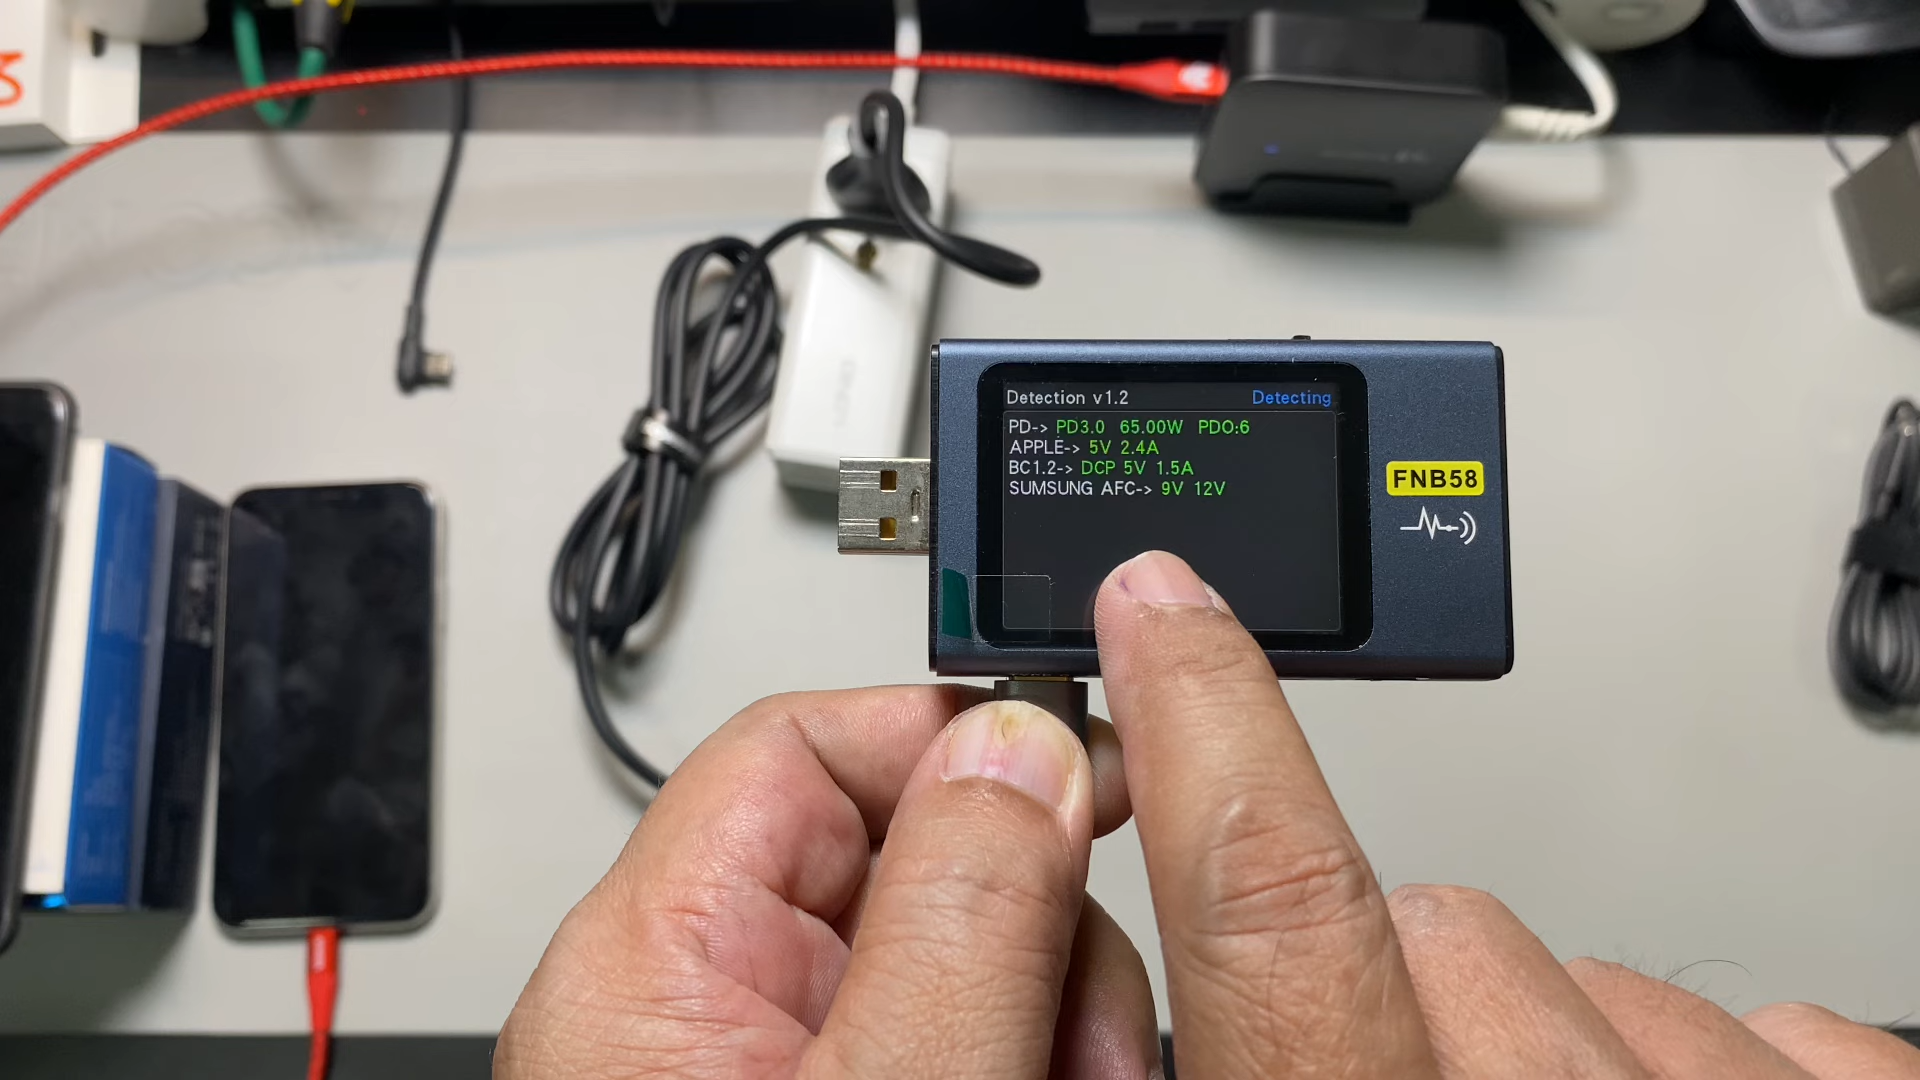 3
Detection v1.2 Detecting
PD-> PD3.0 65.00W PDO:6
APPLE-> 5V 2.4A
BC1.2-> DCP 5V 1.5A
SUMSUNG AFC-> 9V 12V
FNB58